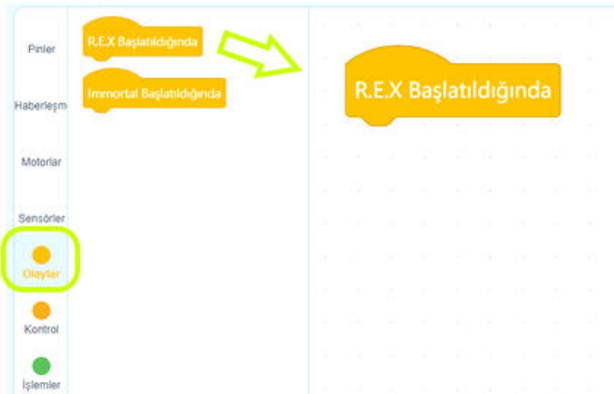 Pinler
Haberleşm
Motorlar
Sensörler
Olaylar
Kontrol
İşlemler
R.E.X Başlatıldığında
Immortal Başlatıldığında
R.E.X Başlatıldığında